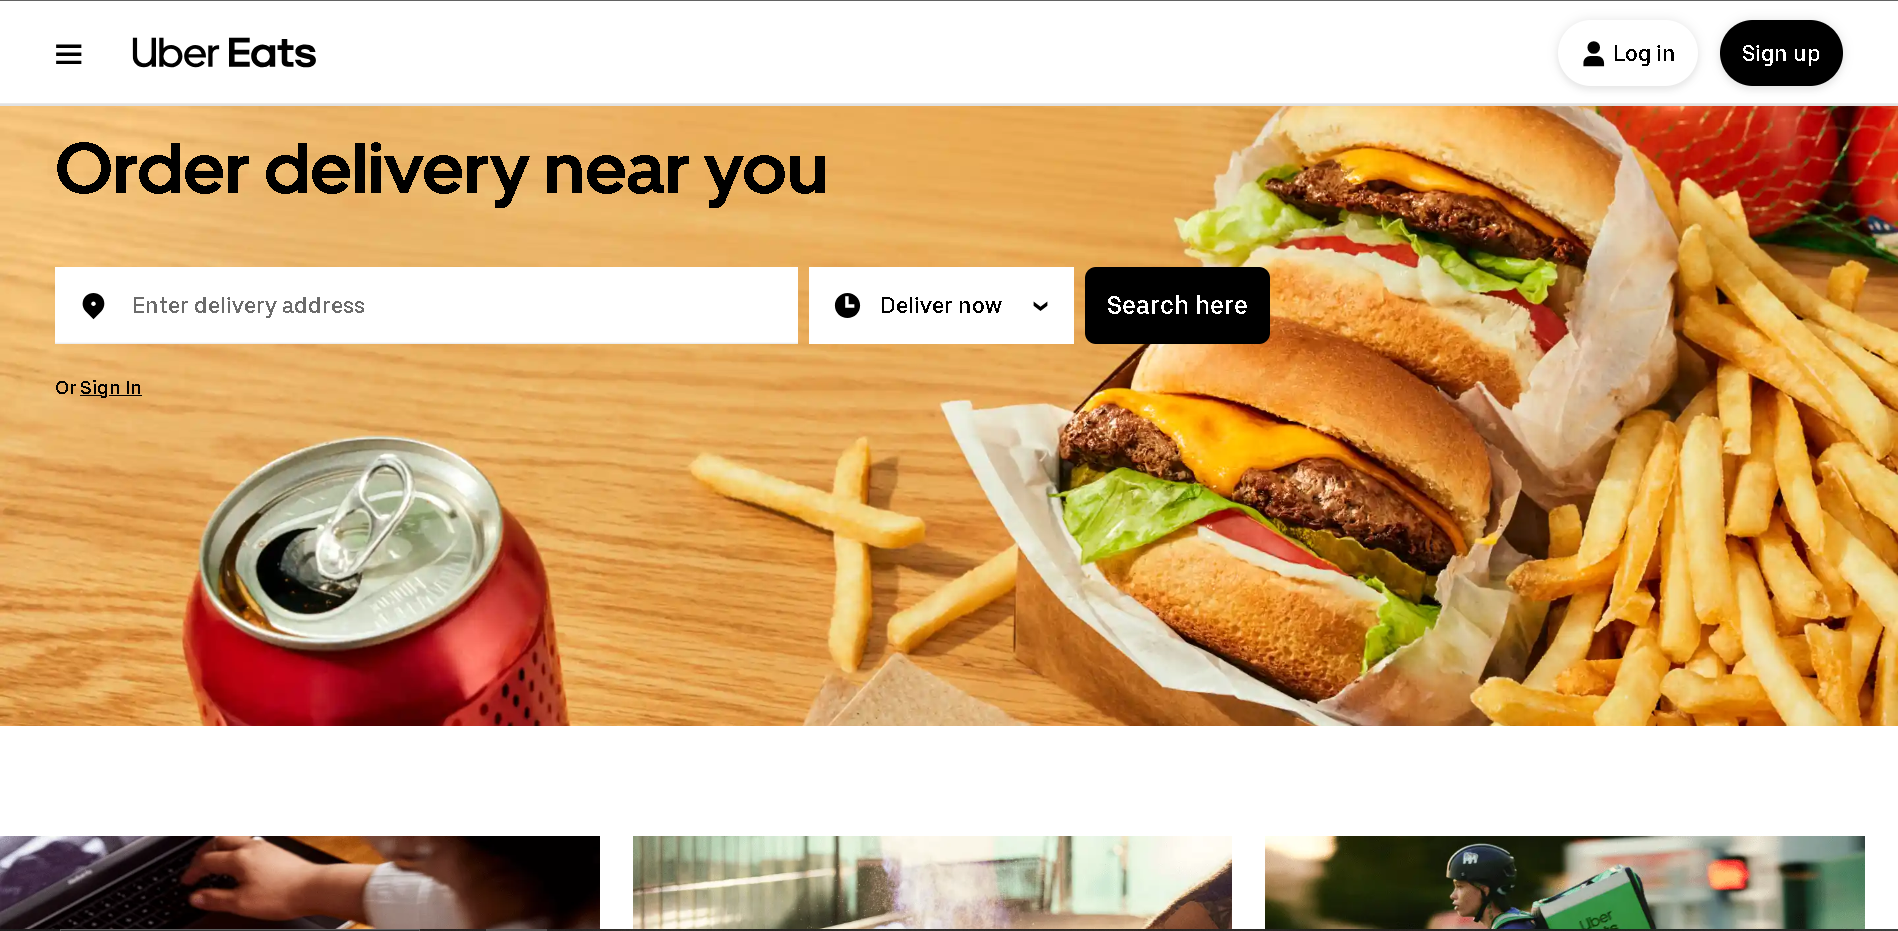 Uber Eats
Log in
Sign up
Order delivery near you
Enter delivery address
Deliver now
Search here
Or Sign In
Uber